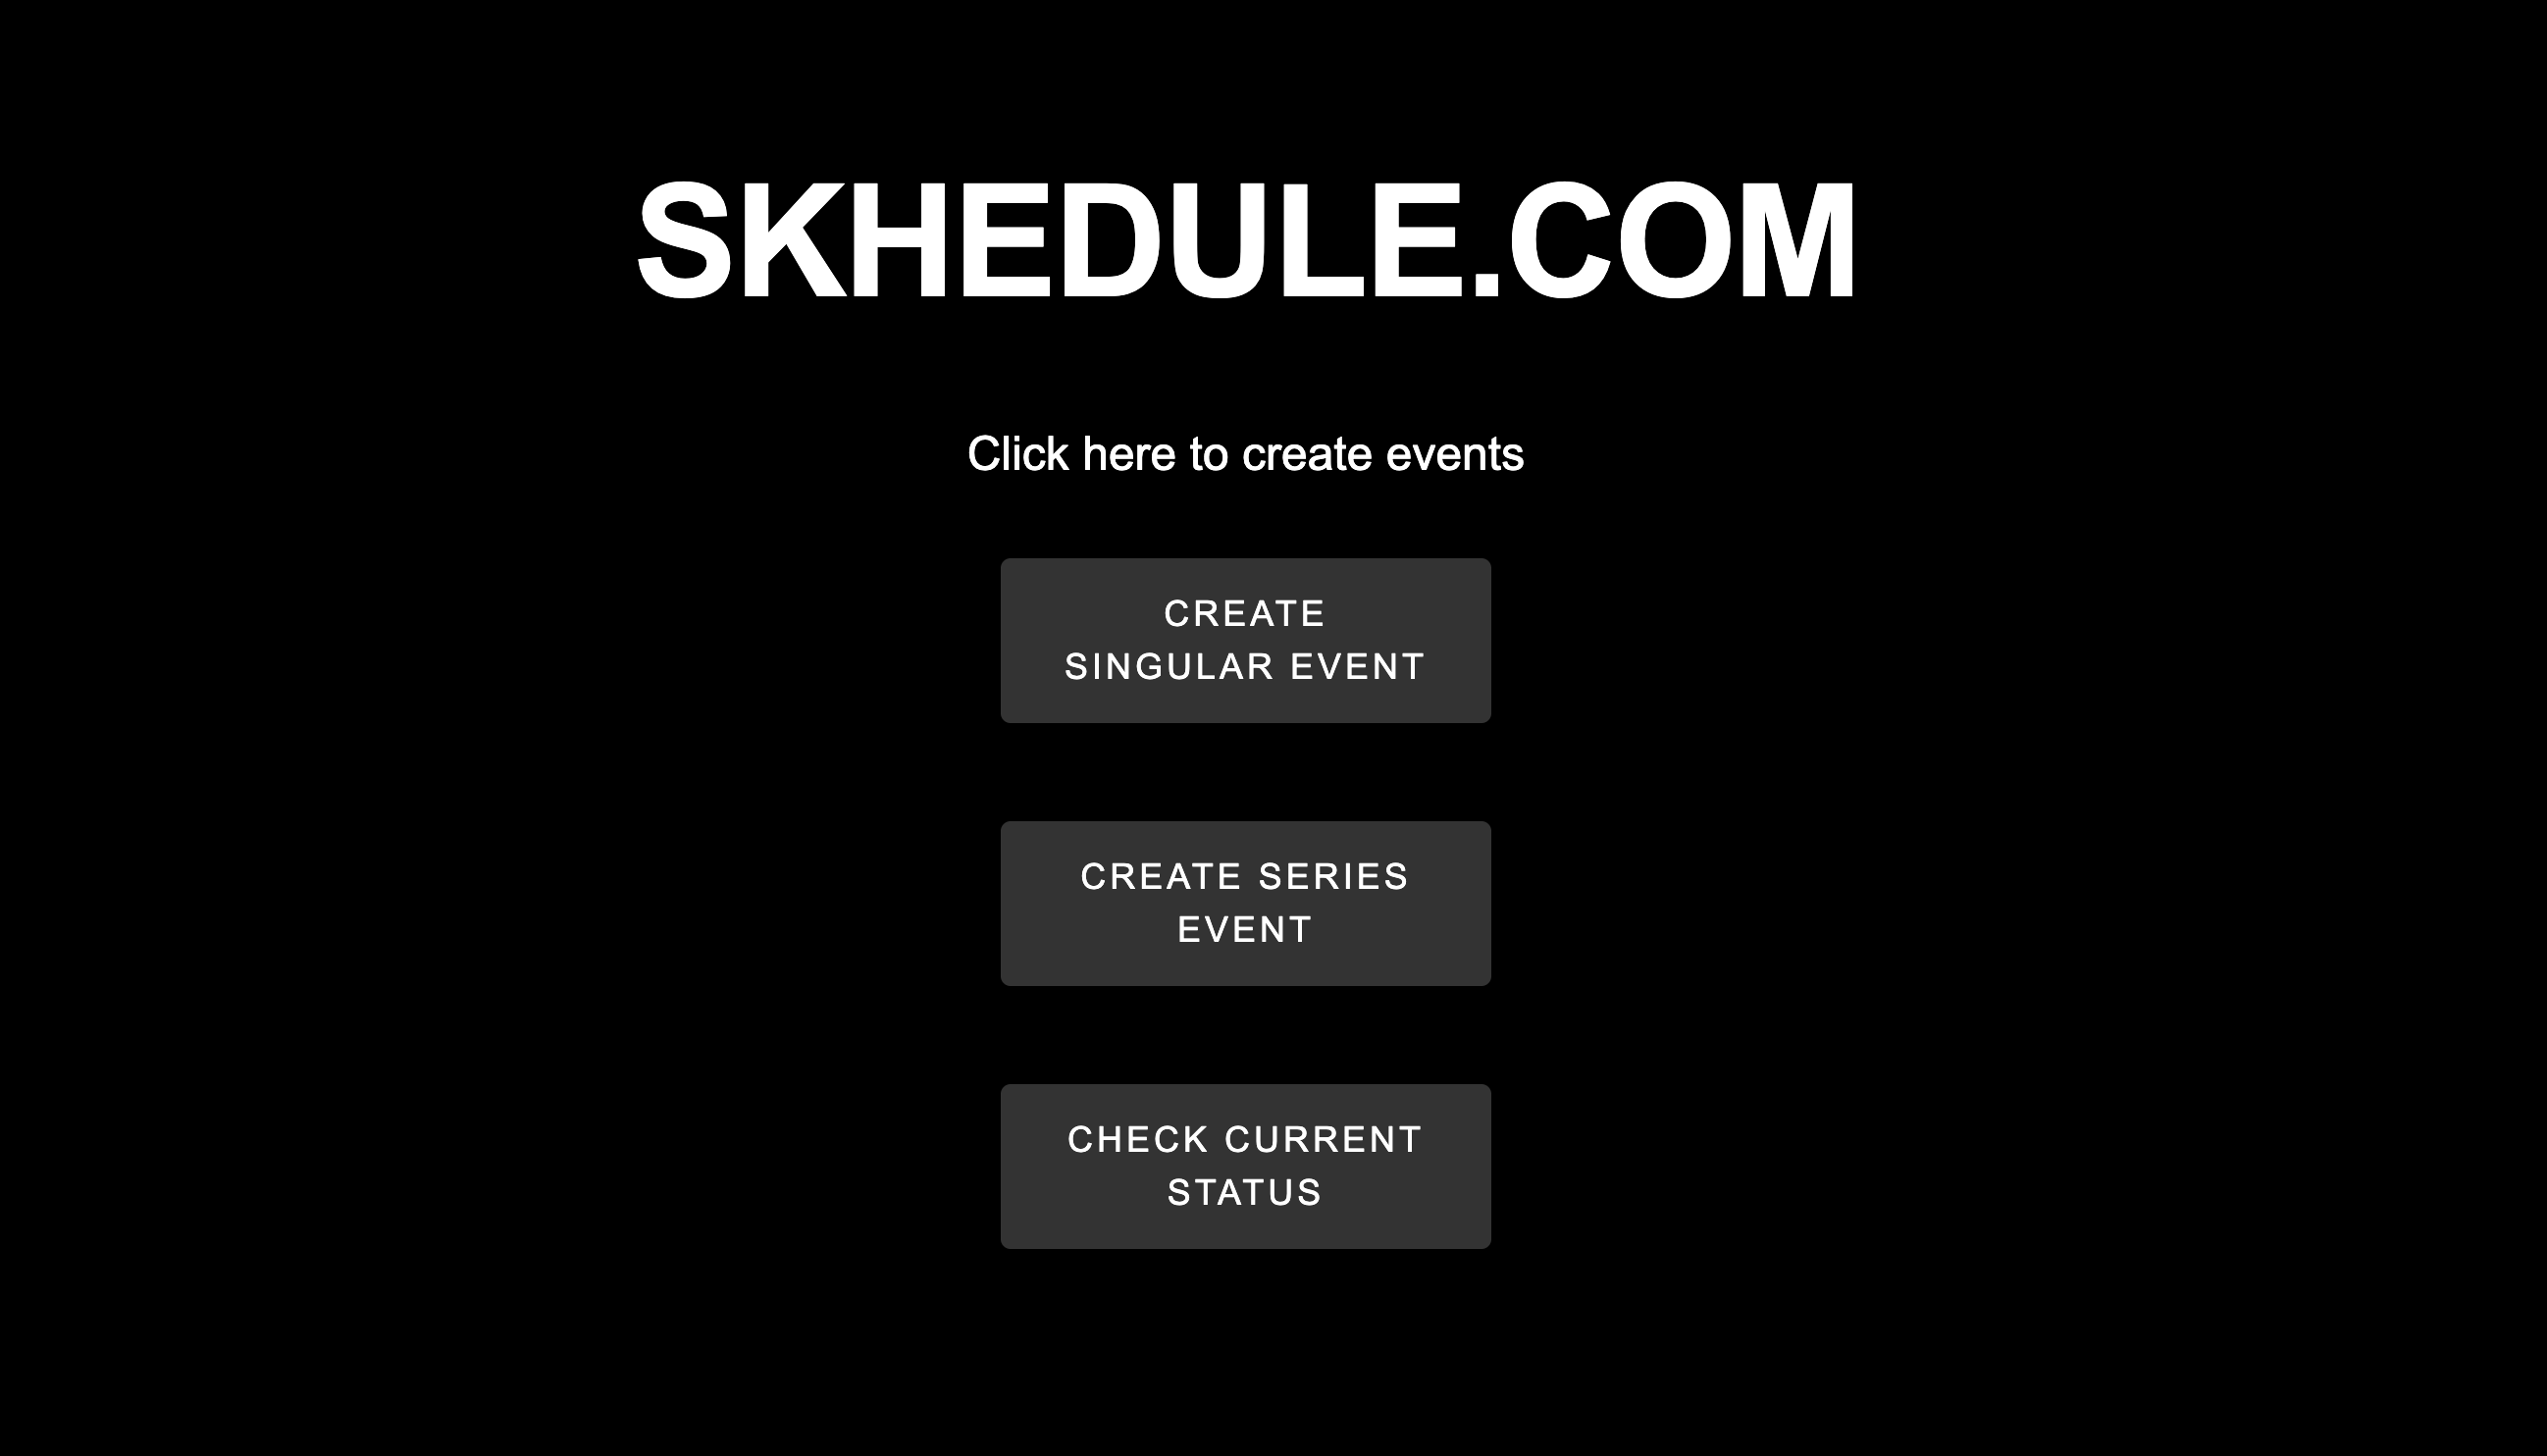 SKHEDULE.COM
Click here to create events
CREATE
SINGULAR EVENT
CREATE SERIES
EVENT
CHECK CURRENT
STATUS